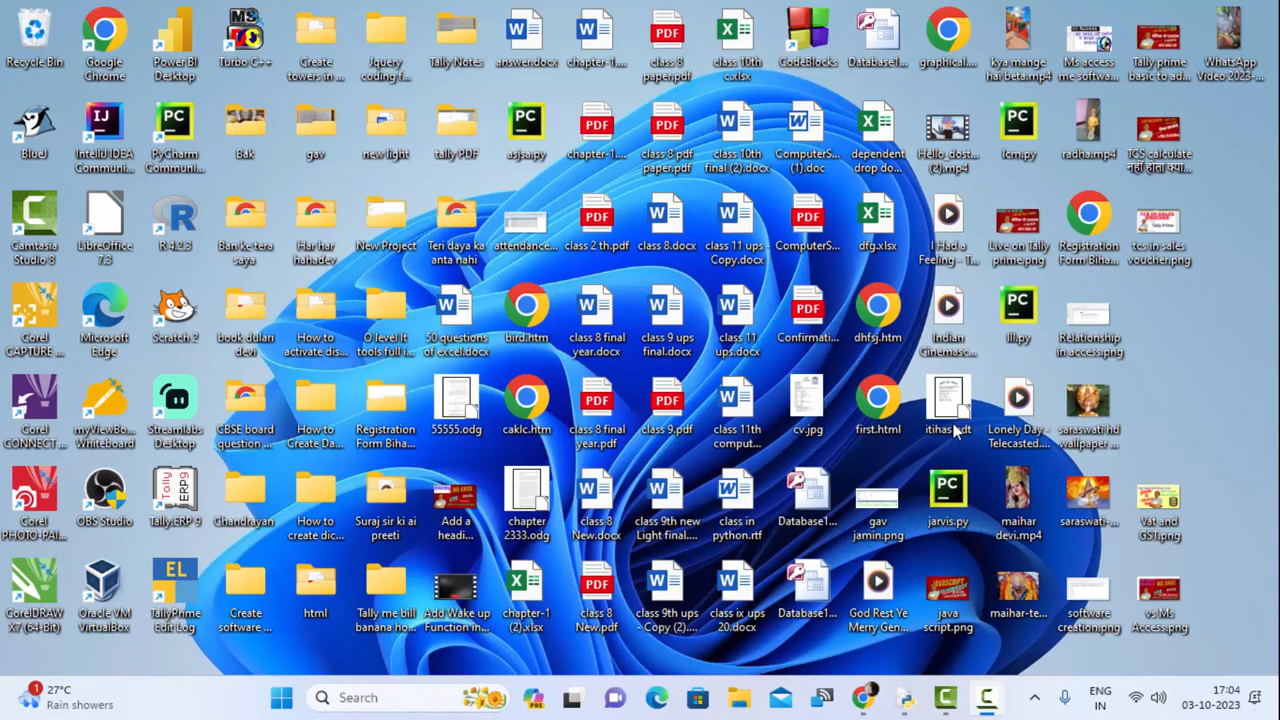 Recycle Bin
Google Chrome
Power BI Desktop
Turbo C++
Create towers in ...
Jquery coding f...
Tally Notes
answer.docx
chapter-1....
class 8 paper.pdf
class 10th c.xlsx
CodeBlocks
Database1...
graphical....
kya mange hai beta.mp4
Ms access me softwa...
Tally prime basic to ad...
WhatsApp Video 2023-...
BlueJ
IntelliJ IDEA Communi...
PyCharm Communi...
Bak
gav
new light
tally PDF
asjsa.py
chapter-1....
class 8 pdf paper.pdf
class 10th final (2).docx
ComputerS... (1).doc
dependent drop do...
Hello_dost... (2).mp4
lcm.py
radha.mp4
TCS calculate नहीं होता क्या...
Camtasia Studio 8
LibreOffice 7.3
R 4.2.3
Ban ke tera saya
Har har hahadev
New Project
Teri daya ka anta nahi
attendance...
class 2 th.pdf
class 8.docx
class 11 ups - Copy.docx
ComputerS...
dfg.xlsx
I Had a Feeling - T...
Live on Tally prime.png
Registration Form Biha...
tcs in sales voucher.png
Corel CAPTURE ...
Microsoft Edge
Scratch 2
book dulari devi
How to activate dis...
O level It tools full i...
50 questions of excel.docx
bird.htm
class 8 final year.docx
class 9 ups final.docx
class 11 ups.docx
Confirmati...
dhfsj.htm
Indian Cinemasc...
lll.py
Relationship in access.png
Corel CONNECT ...
myViewBo... Whiteboard
Streamlabs Desktop
CBSE board question ...
How to Create Da...
Registration Form Biha...
55555.odg
caklc.htm
class 8 final year.pdf
class 9.pdf
class 11th comput...
cv.jpg
first.html
Lonely Day - Telecasted....
saraswati hd wallpaper ...
Corel PHOTO-PAI...
OBS Studio
Tally.ERP 9
Chandrayan
How to create dic...
Suraj sir ki ai preeti
Add a headi...
chapter 2333.odg
class 8 New.docx
class 9th new Light final....
class in python.rtf
Database1...
gav jamin.png
jarvis.py
maihar devi.mp4
saraswati-...
Vat and GST.png
CorelDRAW X7 (64-Bit)
Oracle VM VirtualBox
TallyPrime Edit Log
Create software ...
html
Tally me bill banana ho...
Add Wake up Function in...
chapter-1 (2).xlsx
class 8 New.pdf
class 9th ups - Copy (2)....
class ix ups 20.docx
Database1...
God Rest Ye Merry Gen...
java script.png
maihar-te...
software creation.png
vs Ms Access.png
1
27°C
Rain showers
Search
PRE
ENG
IN
17:04
03-10-2023